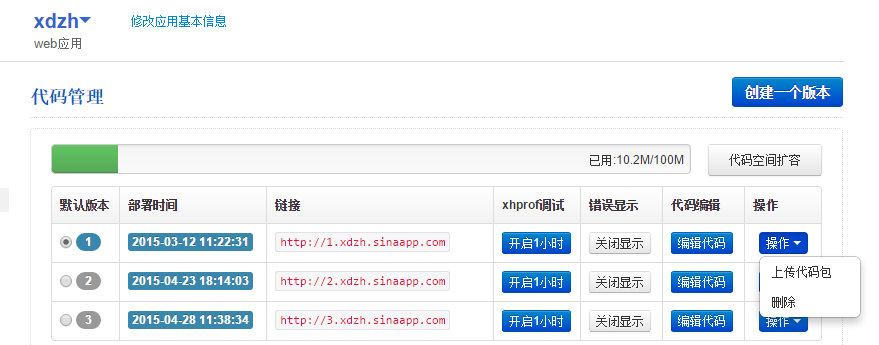 xdzh 修改应用基本信息
web应用
代码管理 创建一个版本
已用:10.2M/100M 代码空间扩容
默认版本 部署时间 链接 xhprof调试 错误显示 代码编辑 操作
1 2015-03-12 11:22:31 http://1.xdzh.sinaapp.com 开启1小时 关闭显示 编辑代码 操作
上传代码包
2 2015-04-23 18:14:03 http://2.xdzh.sinaapp.com 开启1小时 关闭显示 编辑代码
删除
3 2015-04-28 11:38:34 http://3.xdzh.sinaapp.com 开启1小时 关闭显示 编辑代码 操作